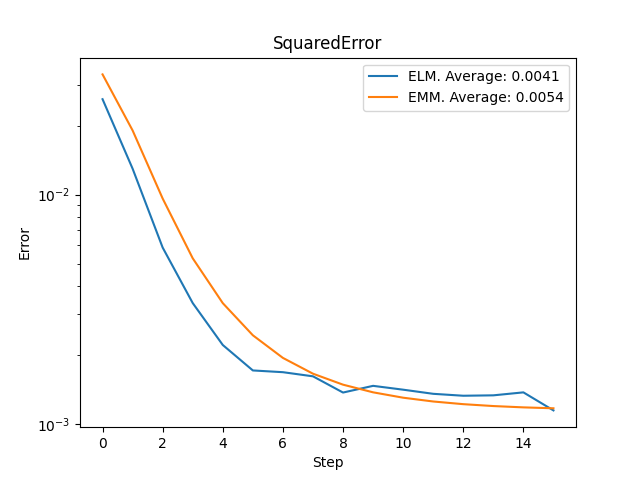 SquaredError
ELM. Average: 0.0041
EMM. Average: 0.0054
10⁻²
10⁻³
Error
0 2 4 6 8 10 12 14
Step